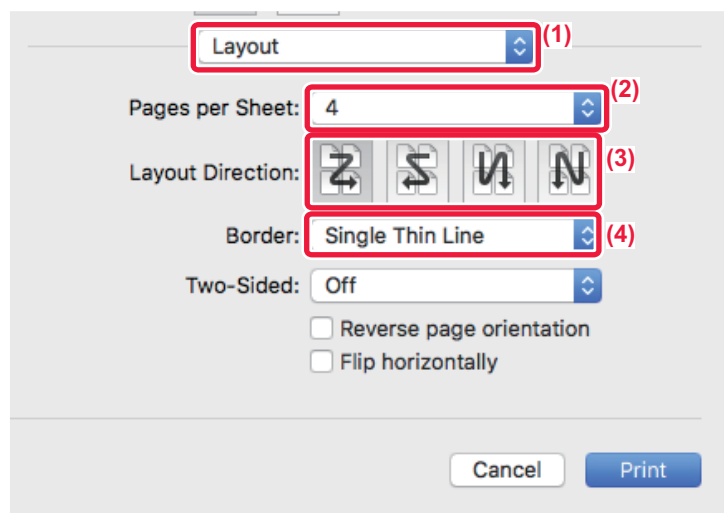 Layout (1)
Pages per Sheet: 4 (2)
Layout Direction: (3)
Border: Single Thin Line (4)
Two-Sided: Off
Reverse page orientation
Flip horizontally
Cancel Print